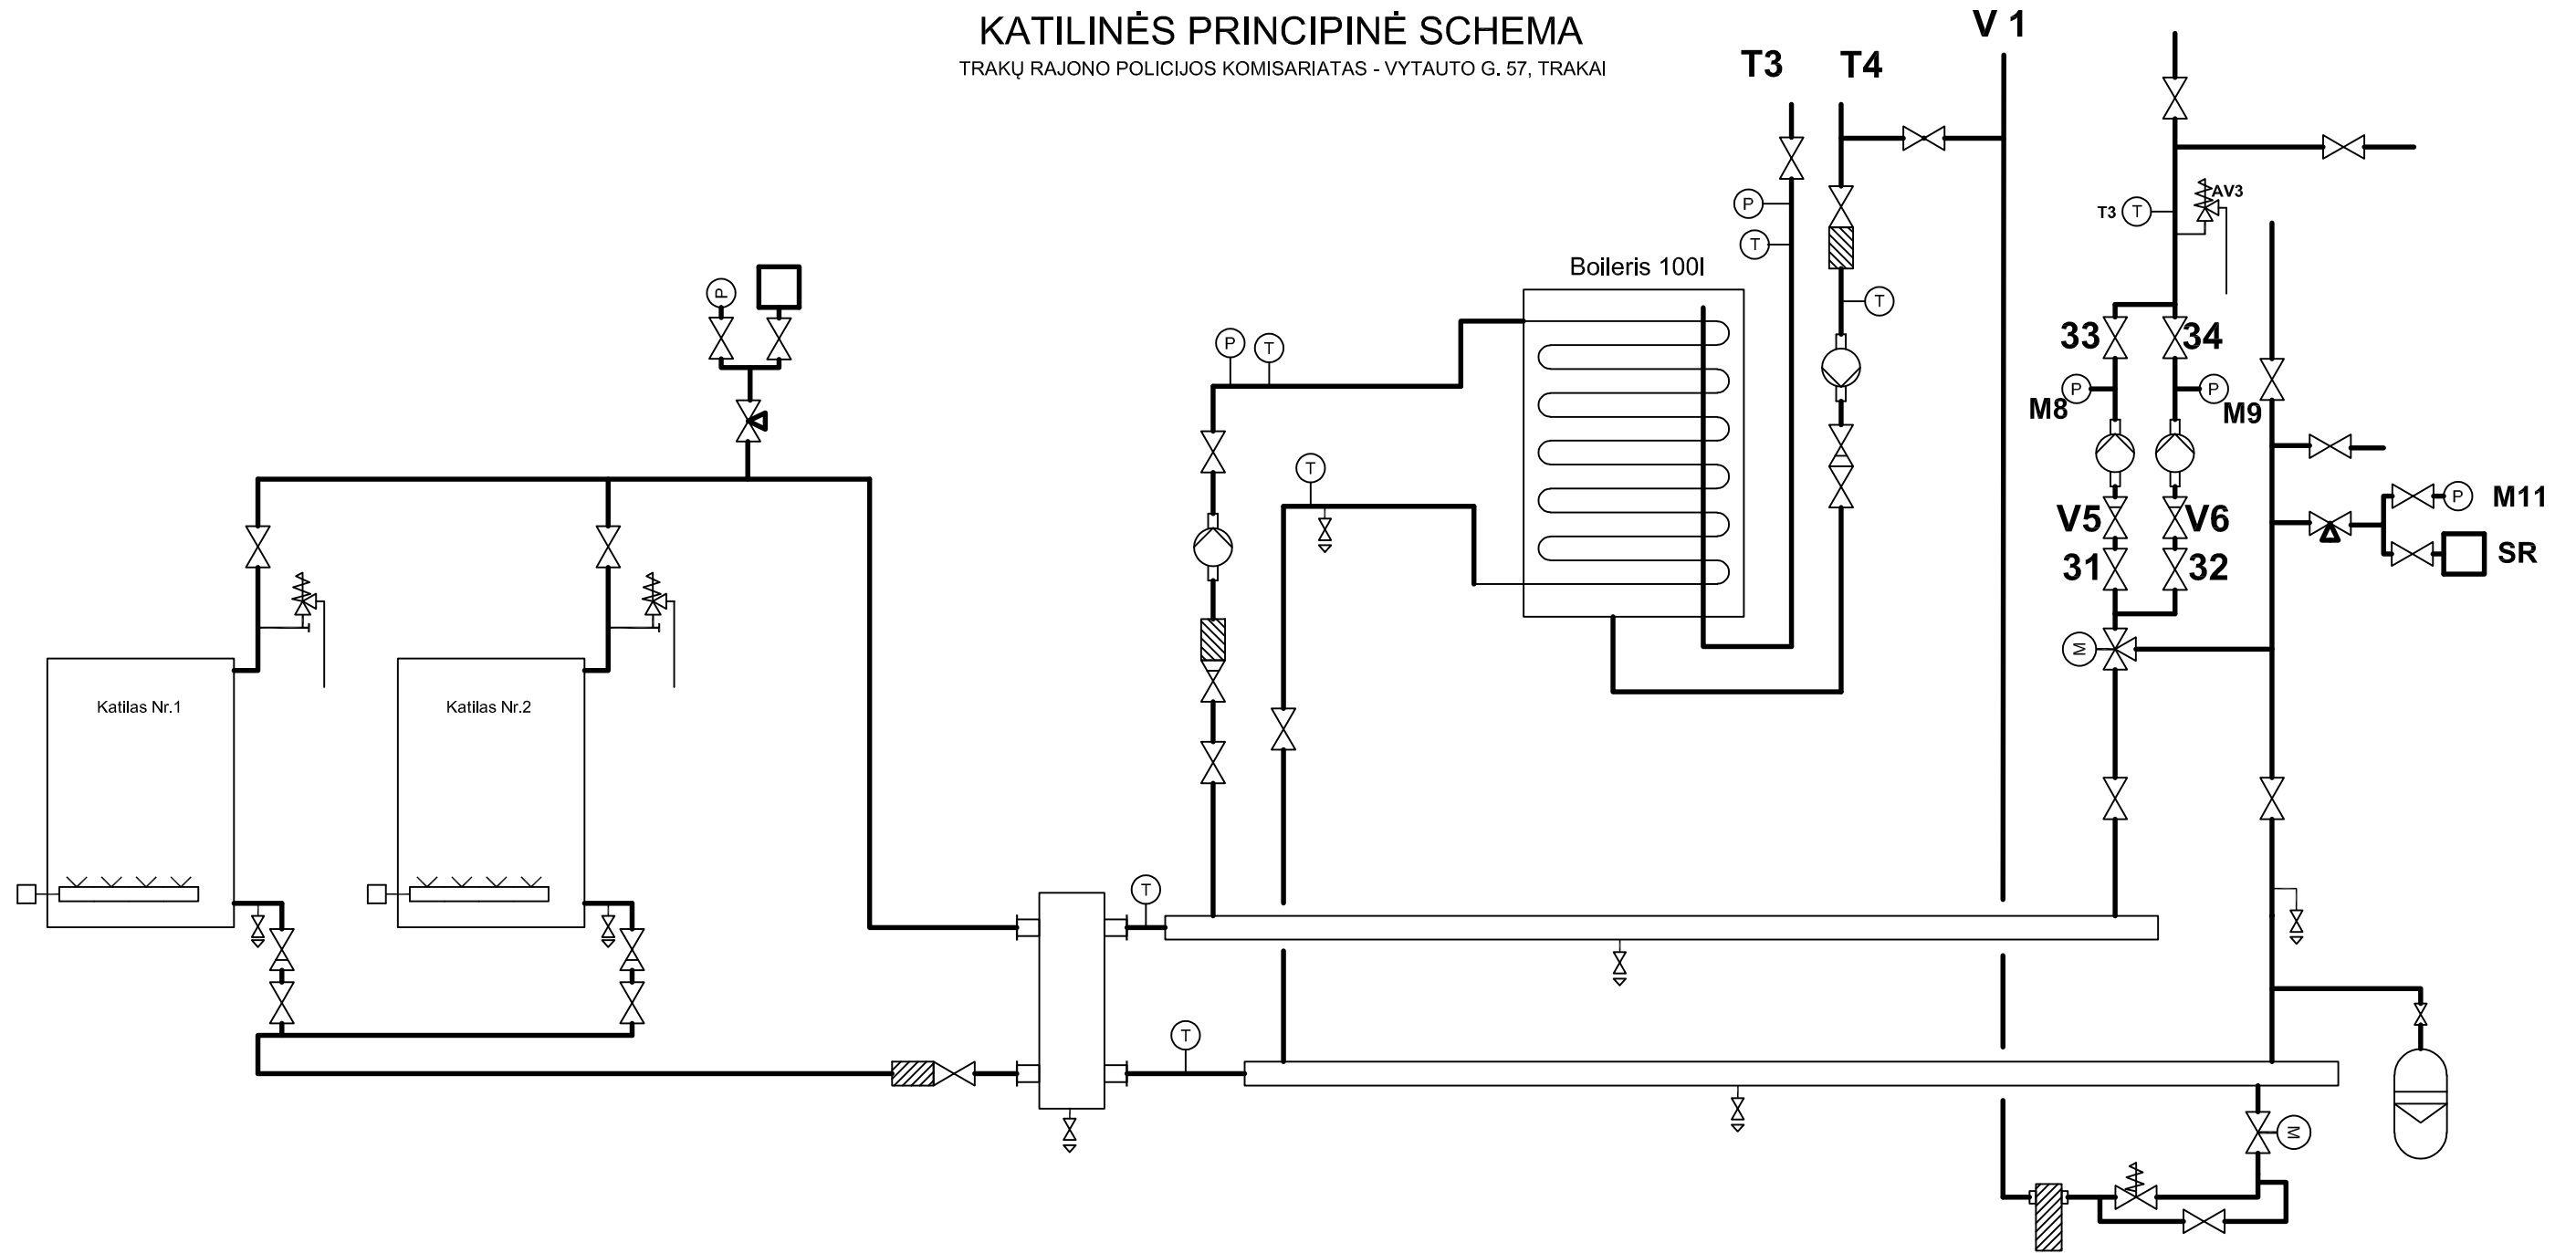 KATILINĖS PRINCIPINĖ SCHEMA
TRAKŲ RAJONO POLICIJOS KOMISARIATAS - VYTAUTO G. 57, TRAKAI
V 1
T3
T4
P
T
T3
T
AV3
Boileris 100l
P
T
P
T
33
34
P
P
M8
M9
T
P
M11
V5
V6
SR
31
32
M
Katilas Nr.1
Katilas Nr.2
T
T
M